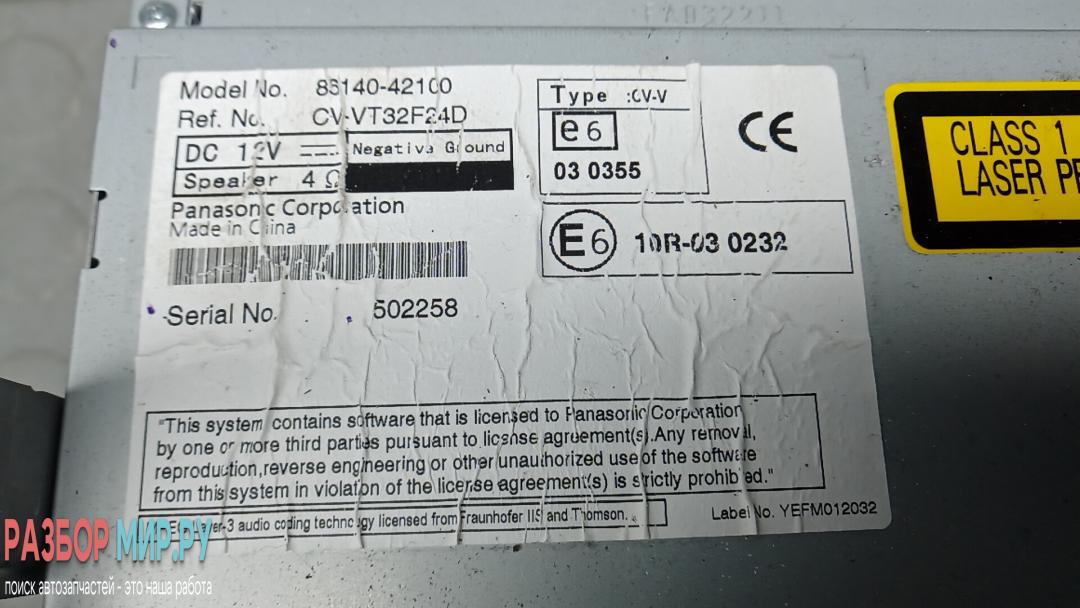 Model No. 86140-42100
Ref. No. CV-VT32F24D
DC 12V Negative Ground
Speaker 4 Ω
Panasonic Corporation
Made in China
Serial No. 502258
Type :CV-V
e6
03 0355
CE
E6 10R-03 0232
CLASS 1
LASER
"This system contains software that is licensed to Panasonic Corporation
by one or more third parties pursuant to license agreement(s).Any removal,
reproduction,reverse engineering or other unauthorized use of the software
from this system in violation of the license agreement(s) is strictly prohibited."
Layer-3 audio coding technology licensed from Fraunhofer IIS and Thomson.
Label No. YEFM012032
РАЗБОРМИР.РУ
поиск автозапчастей - это наша работа